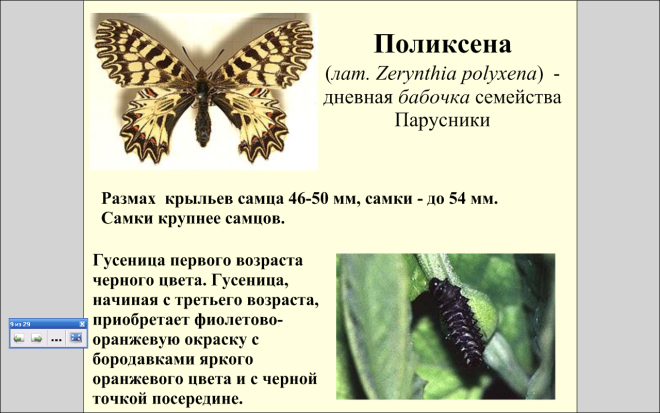 Поликсена
(лат. Zerynthia polyxena) -
дневная бабочка семейства
Парусники
Размах крыльев самца 46-50 мм, самки - до 54 мм.
Самки крупнее самцов.
Гусеница первого возраста
черного цвета. Гусеница,
начиная с третьего возраста,
приобретает фиолетово-
оранжевую окраску с
бородавками яркого
оранжевого цвета и с черной
точкой посередине.
9 из 29